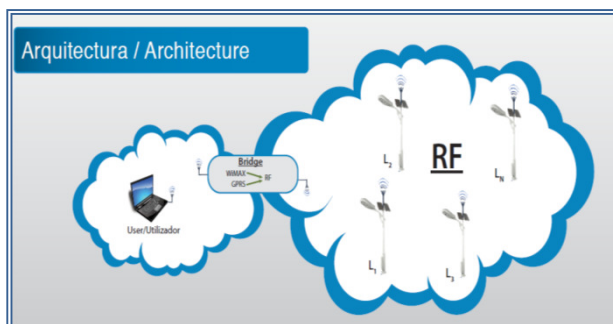 Arquitectura / Architecture
Bridge
WiMAX
GPRS
RF
User/Utilizador
RF
L2
LN
L1
L3